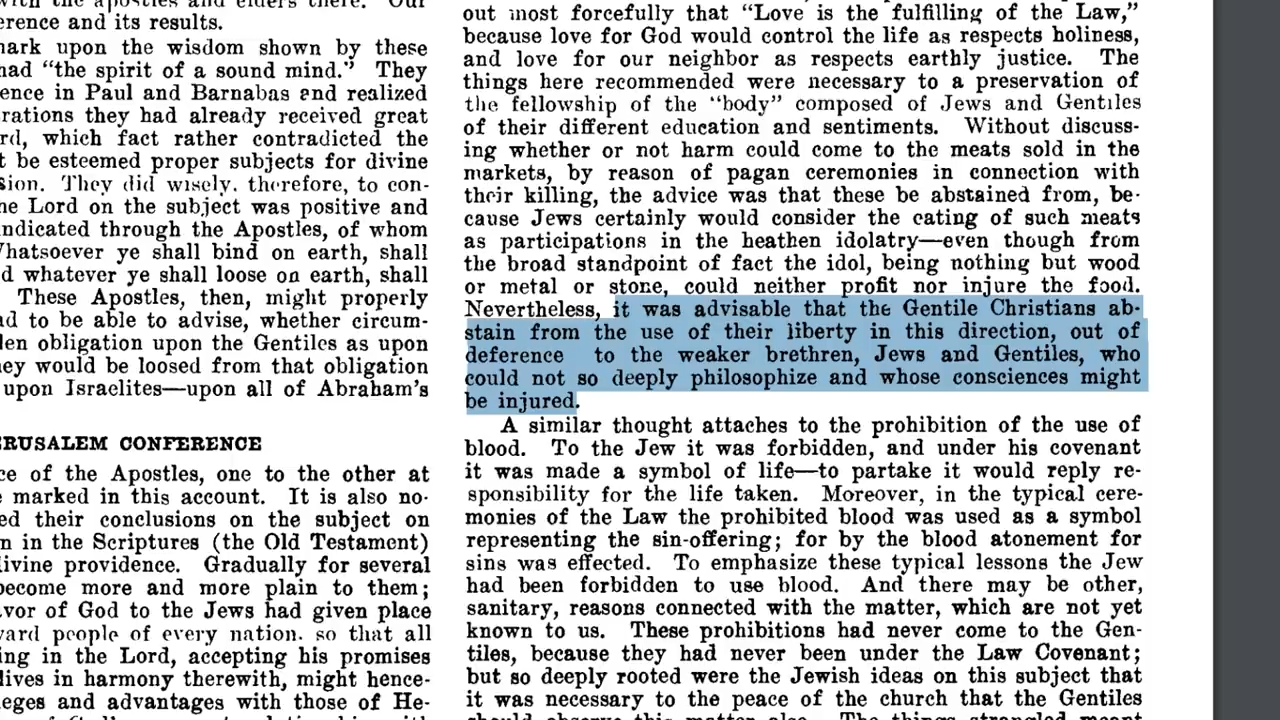 with the apostles and elders there. Our
erence and its results.
nark upon the wisdom shown by these
had "the spirit of a sound mind." They
ence in Paul and Barnabas and realized
rations they had already received great
rd, which fact rather contradicted the
t be esteemed proper subjects for divine
sion. They did wisely, therefore, to con-
ne Lord on the subject was positive and
indicated through the Apostles, of whom
Whatsoever ye shall bind on earth, shall
d whatever ye shall loose on earth, shall
These Apostles, then, might properly
nd to be able to advise, whether circum-
len obligation upon the Gentiles as upon
hey would be loosed from that obligation
upon Israelites—upon all of Abraham's
RUSALEM CONFERENCE
ce of the Apostles, one to the other at
e marked in this account. It is also no-
ed their conclusions on the subject on
n in the Scriptures (the Old Testament)
ivine providence. Gradually for several
become more and more plain to them;
avor of God to the Jews had given place
ward people of every nation. so that all
ing in the Lord, accepting his promises
lives in harmony therewith, might hence-
leges and advantages with those of He-
out most forcefully that "Love is the fulfilling of the Law,"
because love for God would control the life as respects holiness,
and love for our neighbor as respects earthly justice. The
things here recommended were necessary to a preservation of
the fellowship of the "body" composed of Jews and Gentiles
of their different education and sentiments. Without discuss-
ing whether or not harm could come to the meats sold in the
markets, by reason of pagan ceremonies in connection with
their killing, the advice was that these be abstained from, be-
cause Jews certainly would consider the eating of such meats
as participations in the heathen idolatry—even though from
the broad standpoint of fact the idol, being nothing but wood
or metal or stone, could neither profit nor injure the food.
Nevertheless, it was advisable that the Gentile Christians ab-
stain from the use of their liberty in this direction, out of
deference to the weaker brethren, Jews and Gentiles, who
could not so deeply philosophize and whose consciences might
be injured.
A similar thought attaches to the prohibition of the use of
blood. To the Jew it was forbidden, and under his covenant
it was made a symbol of life—to partake it would reply re-
sponsibility for the life taken. Moreover, in the typical cere-
monies of the Law the prohibited blood was used as a symbol
representing the sin-offering; for by the blood atonement for
sins was effected. To emphasize these typical lessons the Jew
had been forbidden to use blood. And there may be other,
sanitary, reasons connected with the matter, which are not yet
known to us. These prohibitions had never come to the Gen-
tiles, because they had never been under the Law Covenant;
but so deeply rooted were the Jewish ideas on this subject that
it was necessary to the peace of the church that the Gentiles
should observe this matter also. The things strangled meant